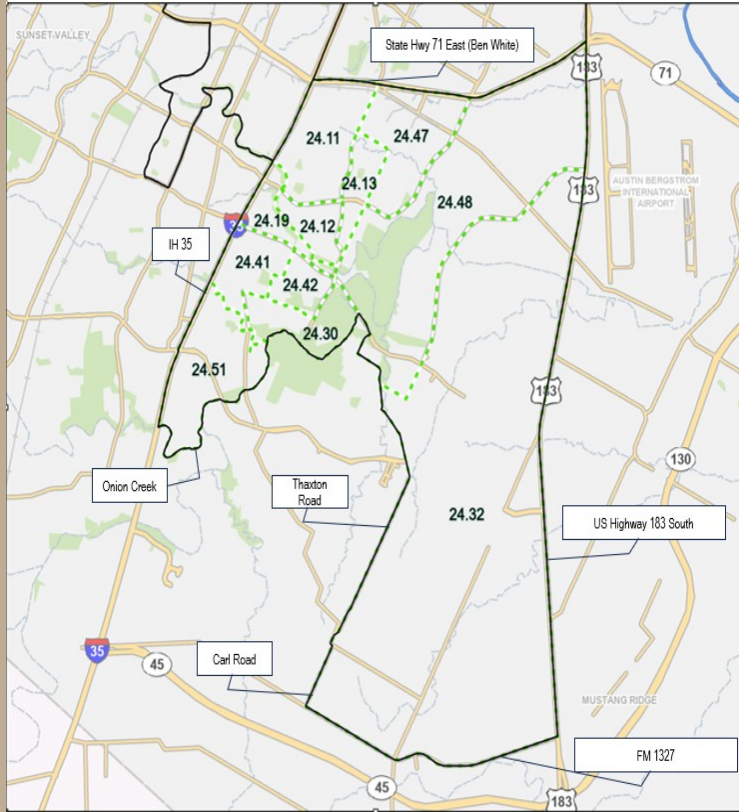 SUNSET VALLEY
State Hwy 71 East (Ben White)
183
71
24.11
24.47
24.13
AUSTIN BERGSTROM
INTERNATIONAL
AIRPORT
183
24.48
24.19
24.12
35
IH 35
24.41
24.42
24.30
24.51
183
130
Onion Creek
Thaxton
Road
24.32
US Highway 183 South
35
45
Carl Road
MUSTANG RIDGE
FM 1327
45
183